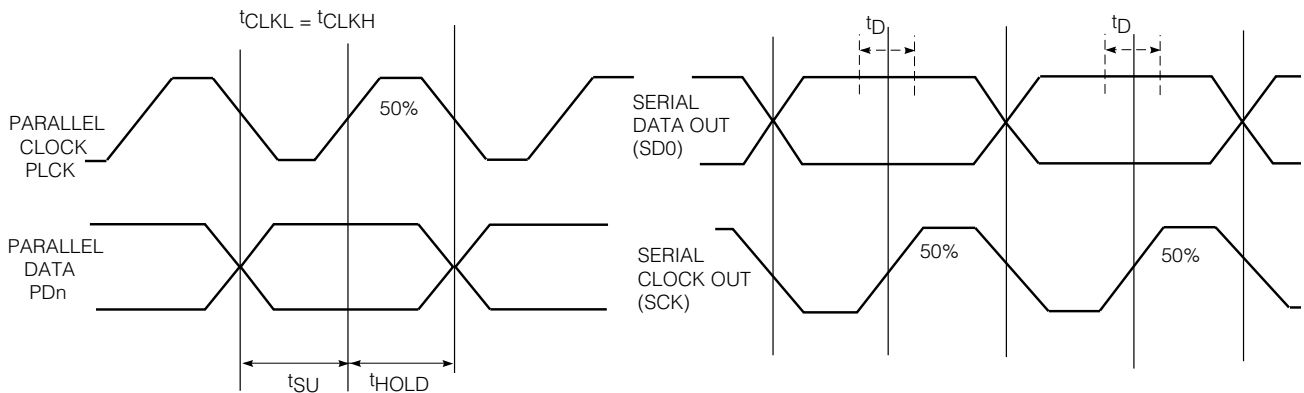 tCLKL = tCLKH
50%
PARALLEL
CLOCK
PLCK
PARALLEL
DATA
PDn
tSU
tHOLD
tD
tD
SERIAL
DATA OUT
(SD0)
SERIAL
CLOCK OUT
(SCK)
50%
50%